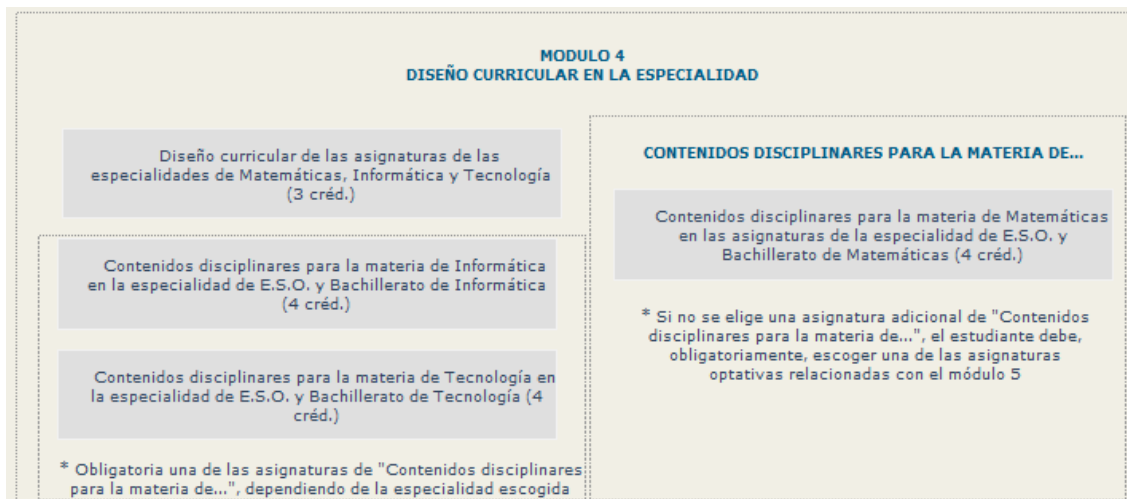 MODULO 4
DISEÑO CURRICULAR EN LA ESPECIALIDAD
Diseño curricular de las asignaturas de las
especialidades de Matemáticas, Informática y Tecnología
(3 créd.)
Contenidos disciplinares para la materia de Informática
en la especialidad de E.S.O. y Bachillerato de Informática
(4 créd.)
Contenidos disciplinares para la materia de Tecnología en
la especialidad de E.S.O. y Bachillerato de Tecnología (4
créd.)
* Obligatoria una de las asignaturas de "Contenidos disciplinares
para la materia de...", dependiendo de la especialidad escogida
CONTENIDOS DISCIPLINARES PARA LA MATERIA DE...
Contenidos disciplinares para la materia de Matemáticas
en las asignaturas de la especialidad de E.S.O. y
Bachillerato de Matemáticas (4 créd.)
* Si no se elige una asignatura adicional de "Contenidos
disciplinares para la materia de...", el estudiante debe,
obligatoriamente, escoger una de las asignaturas
optativas relacionadas con el módulo 5